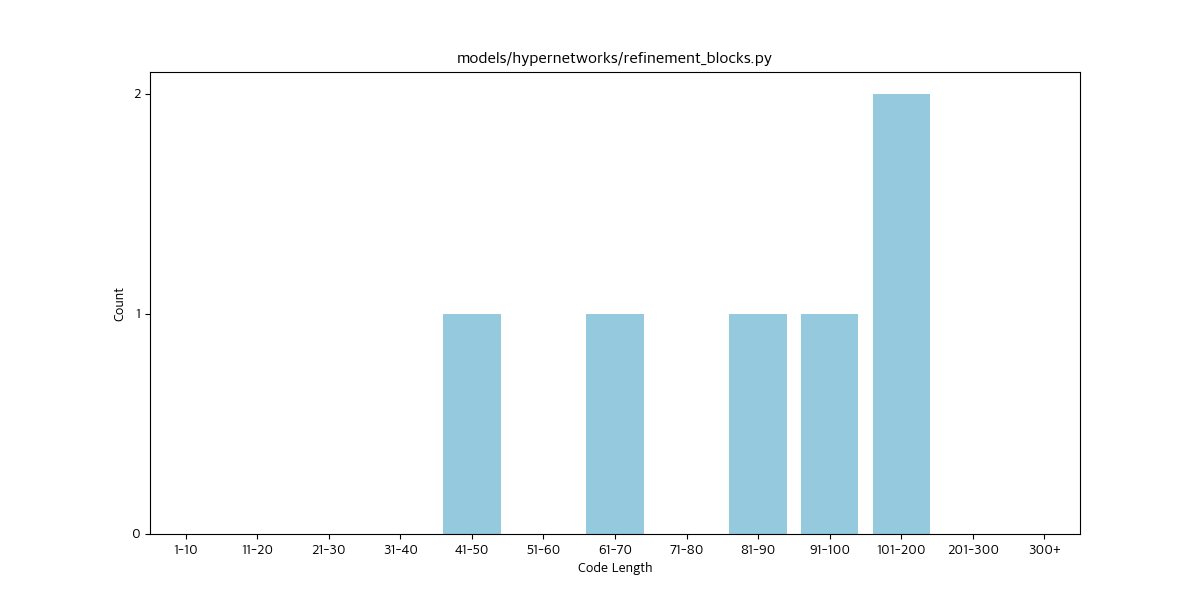 models/hypernetworks/refinement_blocks.py
2
1
0
Count
1-10 11-20 21-30 31-40 41-50 51-60 61-70 71-80 81-90 91-100 101-200 201-300 300+
Code Length